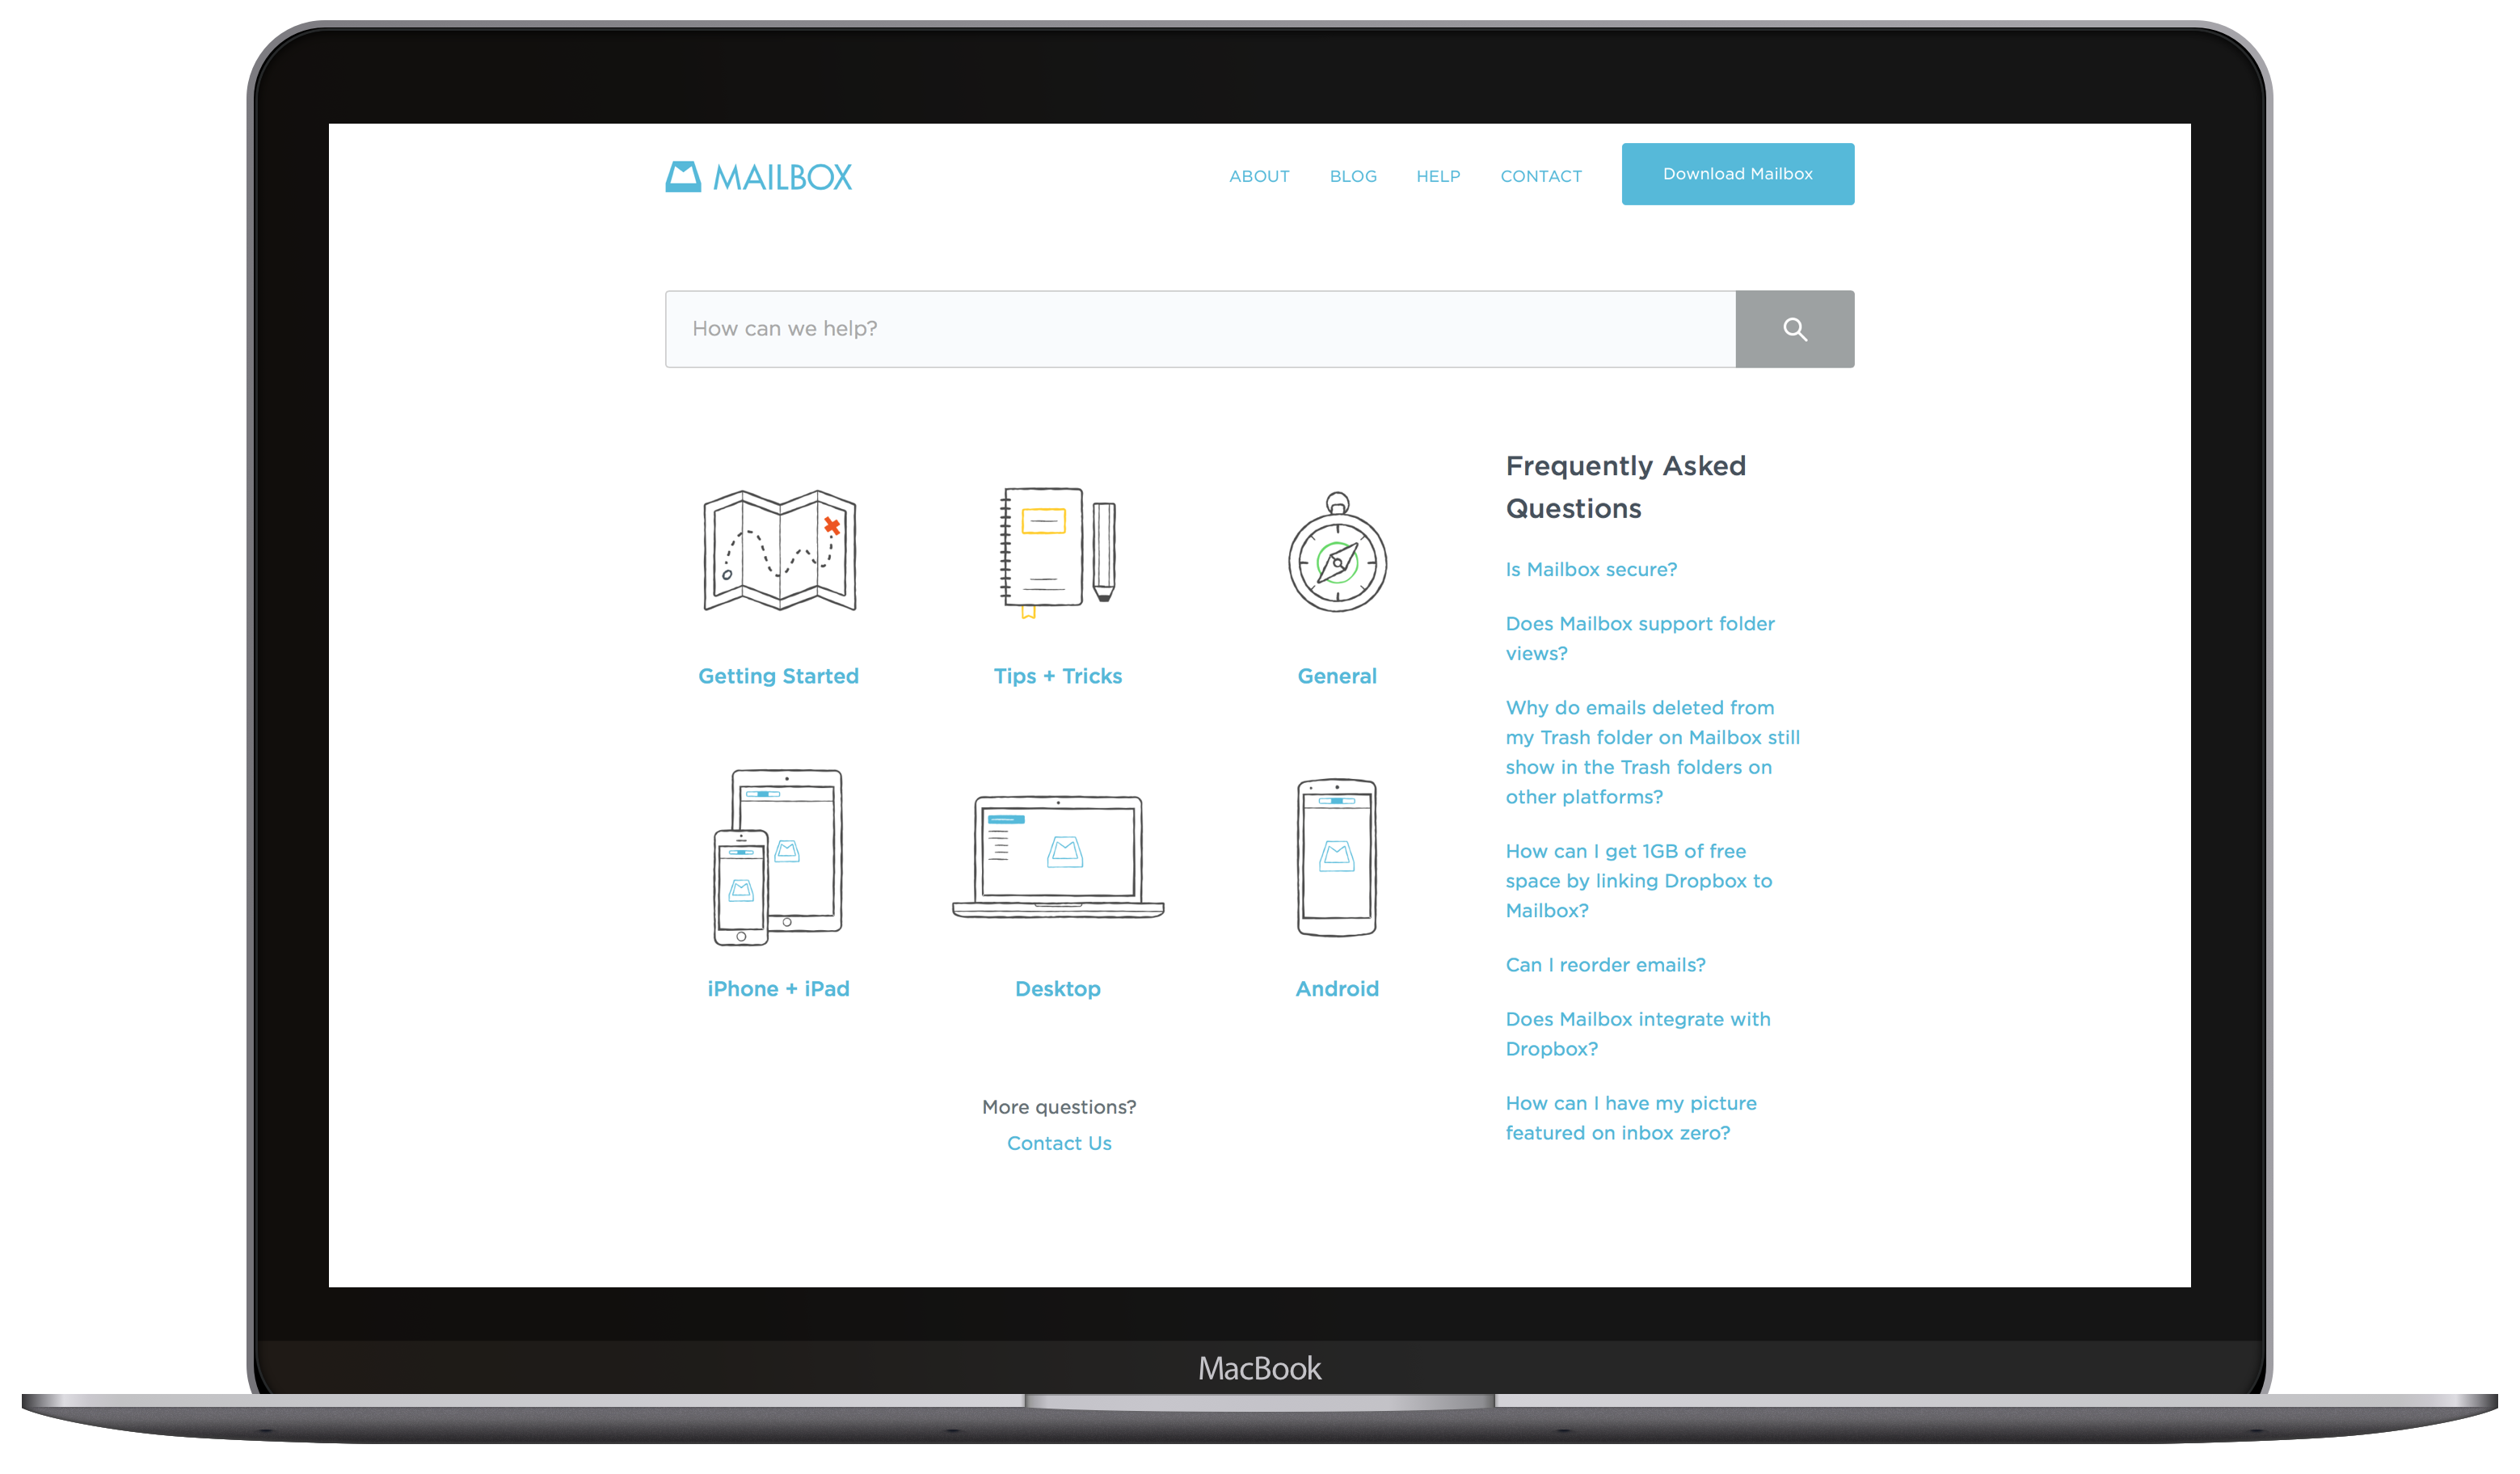 MAILBOX
ABOUT BLOG HELP CONTACT Download Mailbox
How can we help?
Getting Started
Tips + Tricks
General
iPhone + iPad
Desktop
Android
More questions?
Contact Us
Frequently Asked
Questions
Is Mailbox secure?
Does Mailbox support folder
views?
Why do emails deleted from
my Trash folder on Mailbox still
show in the Trash folders on
other platforms?
How can I get 1GB of free
space by linking Dropbox to
Mailbox?
Can I reorder emails?
Does Mailbox integrate with
Dropbox?
How can I have my picture
featured on inbox zero?
MacBook